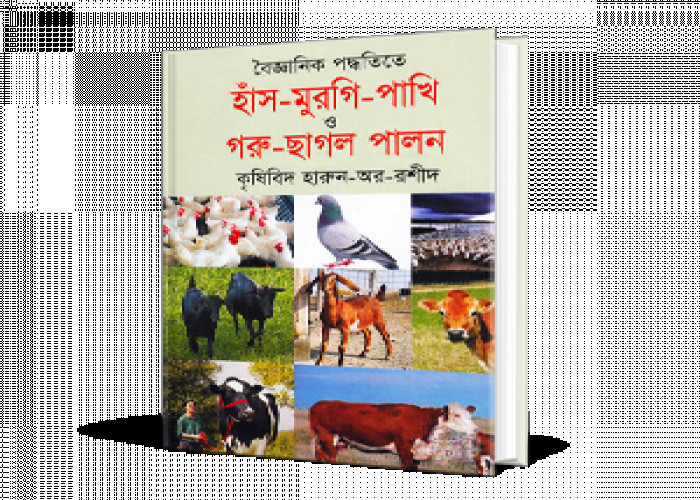 বৈজ্ঞানিক পদ্ধতিতে
হাঁস-মুরগি-পাখি
ও
গরু-ছাগল পালন
কৃষিবিদ হারুন-অর-রশীদ